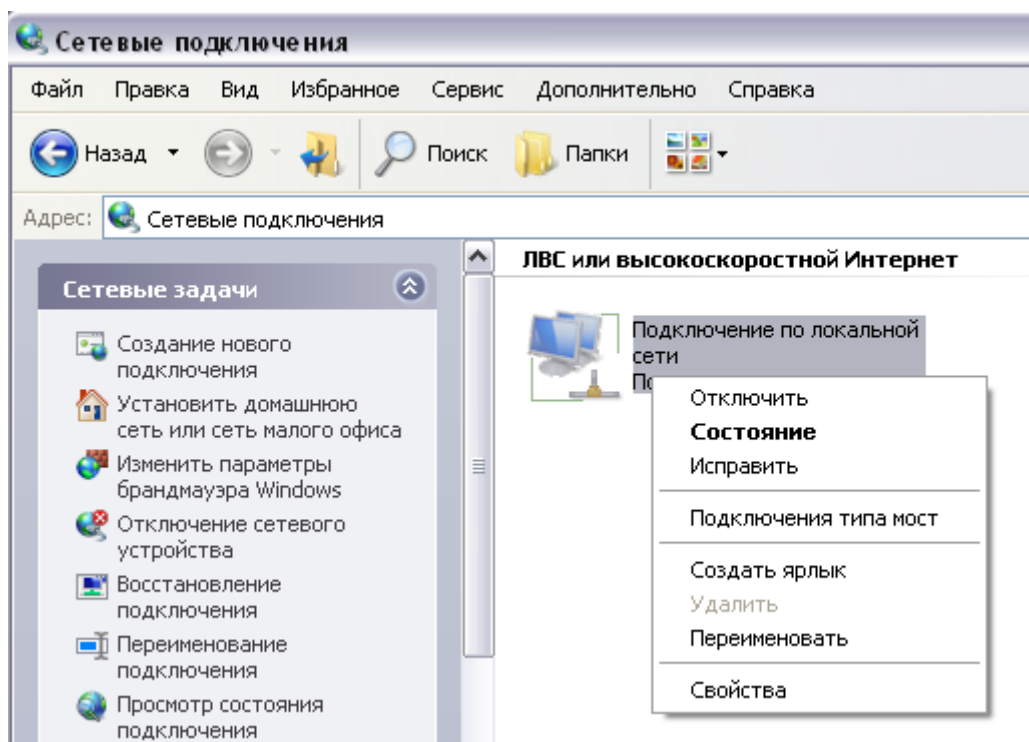 Сетевые подключения
Файл Правка Вид Избранное Сервис Дополнительно Справка
Назад Поиск Папки
Адрес: Сетевые подключения
Сетевые задачи
Создание нового
подключения
Установить домашнюю
сеть или сеть малого офиса
Изменить параметры
брандмауэра Windows
Отключение сетевого
устройства
Восстановление
подключения
Переименование
подключения
Просмотр состояния
подключения
ЛВС или высокоскоростной Интернет
Подключение по локальной
сети
Отключить
Состояние
Исправить
Подключения типа мост
Создать ярлык
Удалить
Переименовать
Свойства